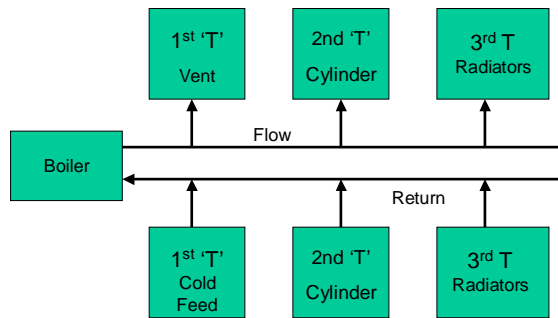 1st ‘T’
Vent
2nd ‘T’
Cylinder
3rd T
Radiators
Flow
Boiler
Return
1st ‘T’
Cold
Feed
2nd ‘T’
Cylinder
3rd T
Radiators